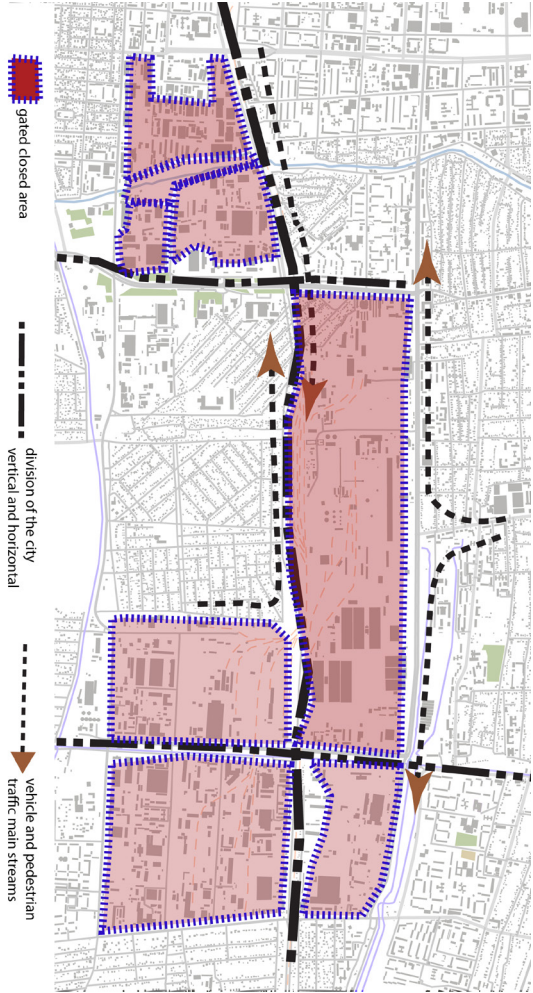 gated closed area
division of the city
vertical and horizontal
vehicle and pedestrian
traffic main streams